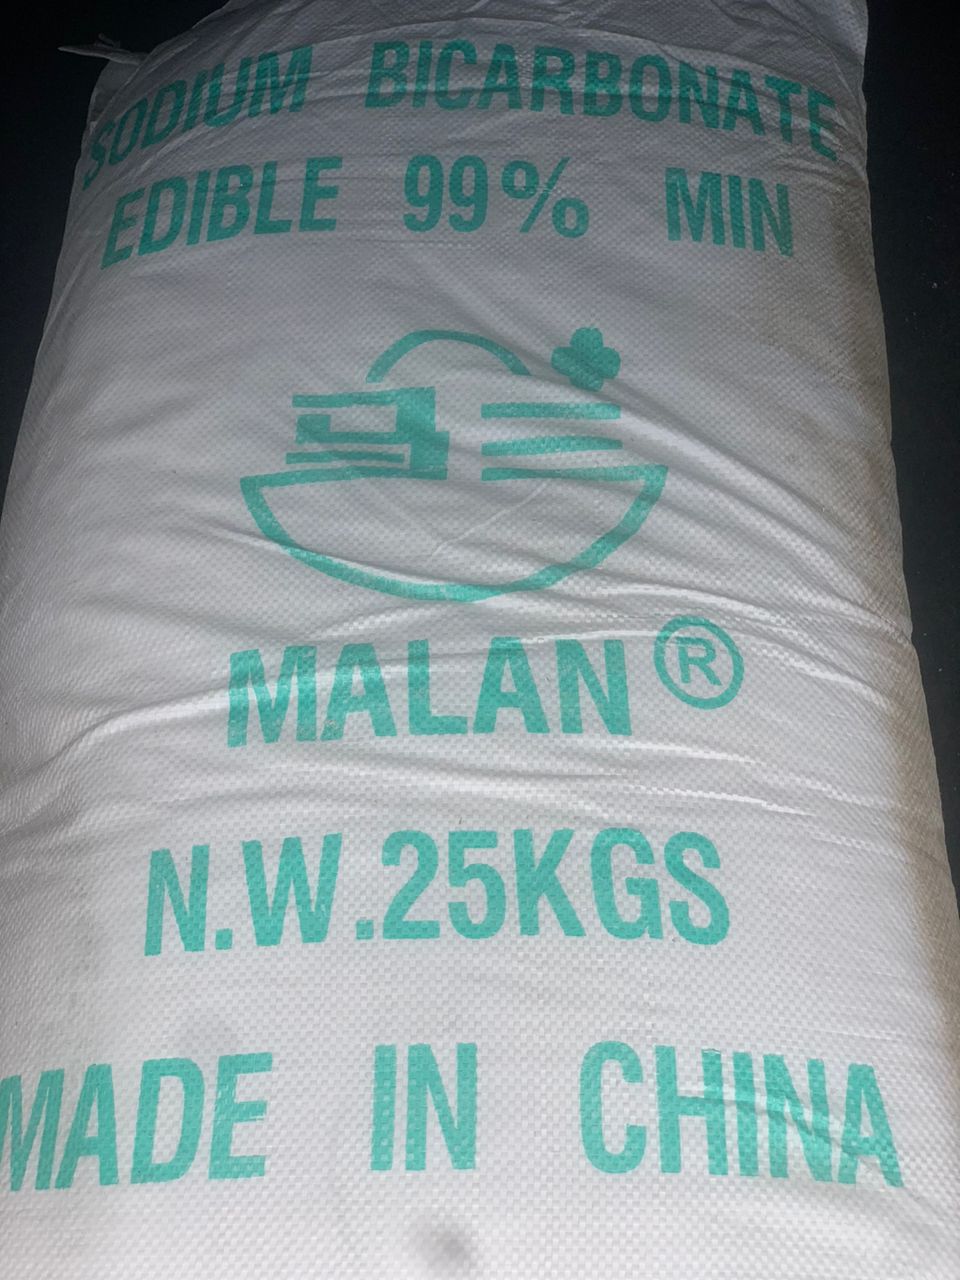 SODIUM BICARBONATE
EDIBLE 99% MIN
MALAN®
N.W.25KGS
MADE IN CHINA